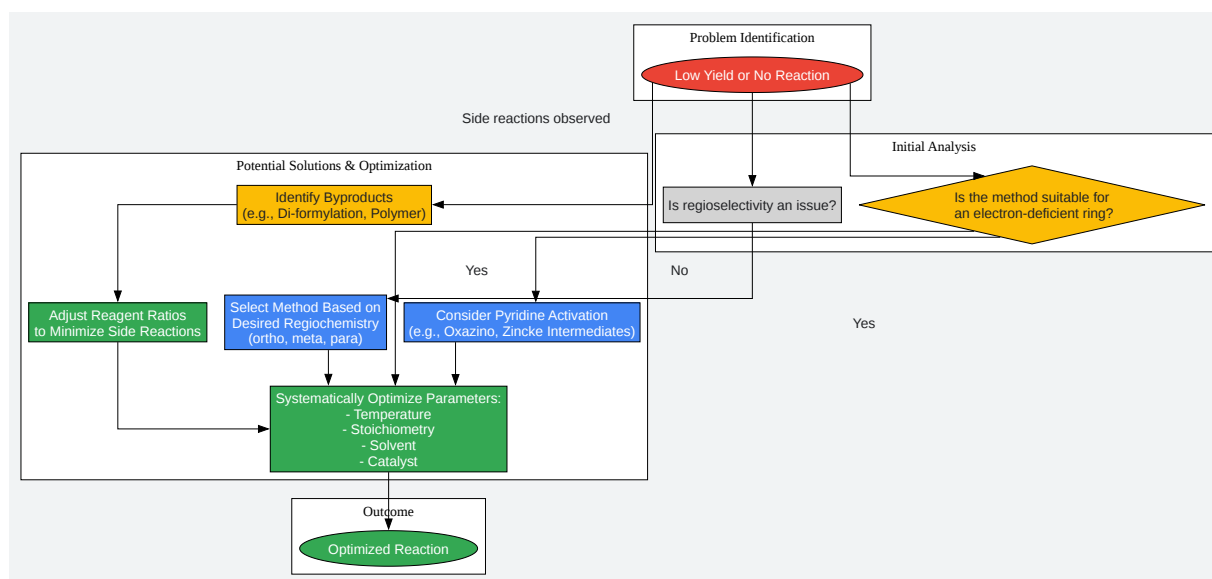 Problem Identification
Low Yield or No Reaction
Side reactions observed
Initial Analysis
Is the method suitable for
an electron-deficient ring?
Is regioselectivity an issue?
Potential Solutions & Optimization
Identify Byproducts
(e.g., Di-formylation, Polymer)
Yes
No
Yes
Adjust Reagent Ratios
to Minimize Side Reactions
Select Method Based on
Desired Regiochemistry
(ortho, meta, para)
Consider Pyridine Activation
(e.g., Oxazino, Zincke Intermediates)
Systematically Optimize Parameters:
- Temperature
- Stoichiometry
- Solvent
- Catalyst
Outcome
Optimized Reaction